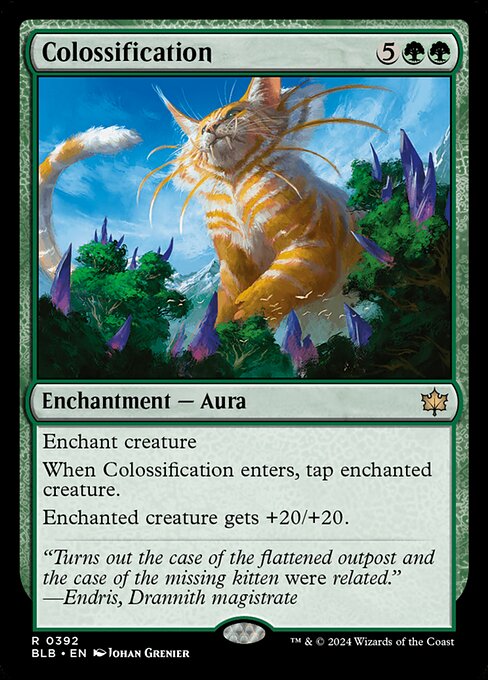 Colossification 5
Enchantment — Aura
Enchant creature
When Colossification enters, tap enchanted
creature.
Enchanted creature gets +20/+20.
“Turns out the case of the flattened outpost and
the case of the missing kitten were related.”
—Endris, Drannith magistrate
R 0392
BLB • EN Johan Grenier
™ & © 2024 Wizards of the Coast